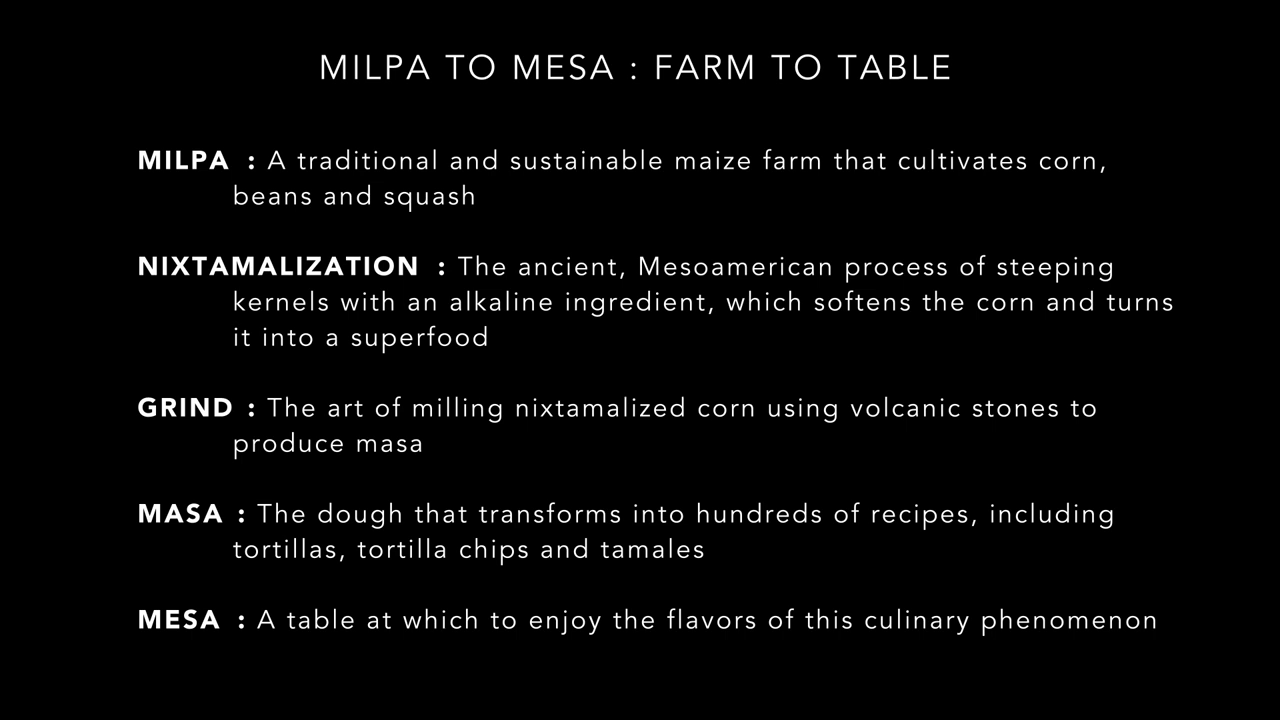 MILPA TO MESA : FARM TO TABLE
MILPA : A traditional and sustainable maize farm that cultivates corn,
beans and squash
NIXTAMALIZATION : The ancient, Mesoamerican process of steeping
kernels with an alkaline ingredient, which softens the corn and turns
it into a superfood
GRIND : The art of milling nixtamalized corn using volcanic stones to
produce masa
MASA : The dough that transforms into hundreds of recipes, including
tortillas, tortilla chips and tamales
MESA : A table at which to enjoy the flavors of this culinary phenomenon